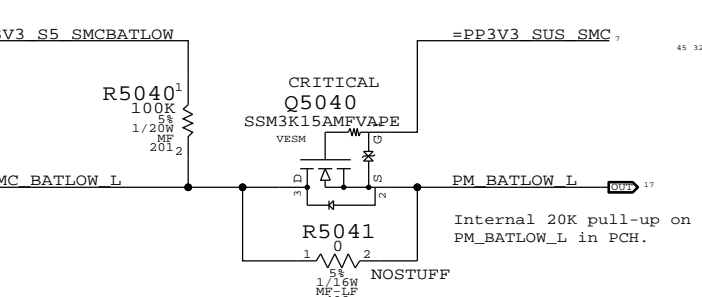 V3_S5_SMCBATLOW
=PP3V3_SUS_SMC 7
45 32
R5040
1
100K
5%
1/20W
MF
201
2
CRITICAL
Q5040
SSM3K15AMFVAPE
VESM
G
1
D
3
S
2
MC_BATLOW_L
PM_BATLOW_L
OUT 17
Internal 20K pull-up on
PM_BATLOW_L in PCH.
R5041
0
1
2
5%
1/16W
MF-LF
NOSTUFF